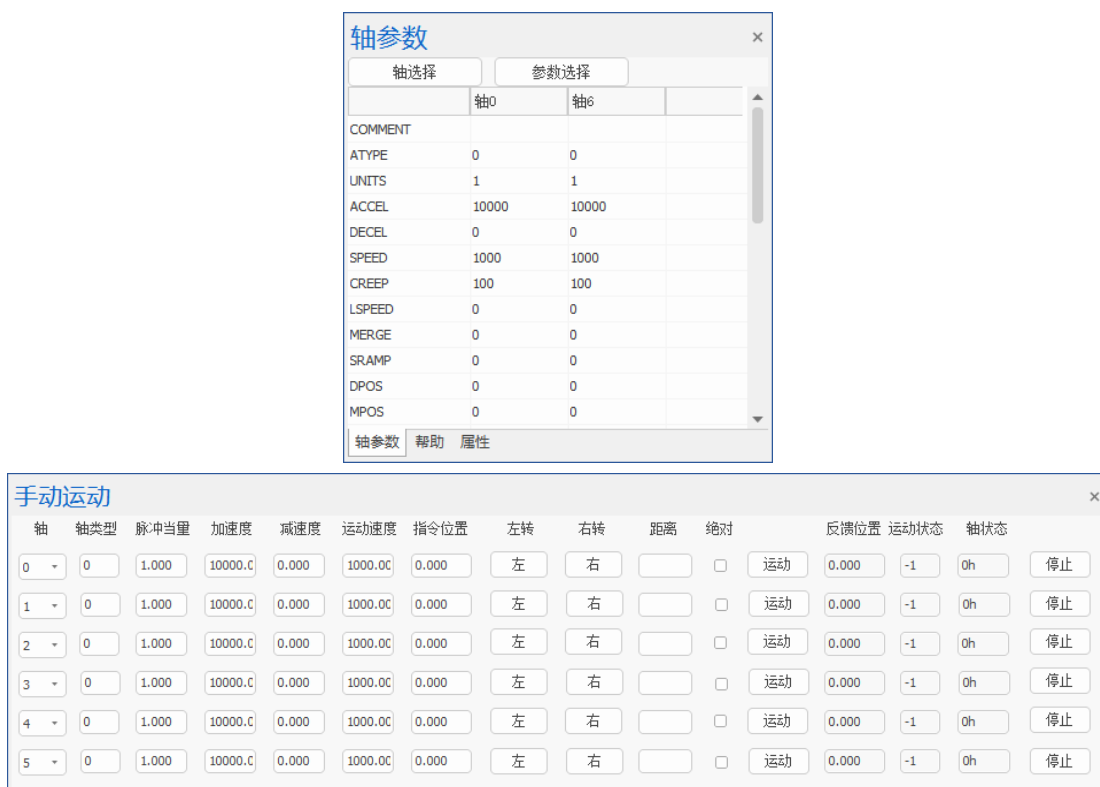 轴参数 ×
轴选择 参数选择
轴0 轴6
COMMENT
ATYPE 0 0
UNITS 1 1
ACCEL 10000 10000
DECEL 0 0
SPEED 1000 1000
CREEP 100 100
LSPEED 0 0
MERGE 0 0
SRAMP 0 0
DPOS 0 0
MPOS 0 0
轴参数 帮助 属性
手动运动 ×
轴 轴类型 脉冲当量 加速度 减速度 运动速度 指令位置 左转 右转 距离 绝对 反馈位置 运动状态 轴状态
0 0 1.000 10000.0 0.000 1000.00 0.000 左 右 运动 0.000 -1 0h 停止
1 0 1.000 10000.0 0.000 1000.00 0.000 左 右 运动 0.000 -1 0h 停止
2 0 1.000 10000.0 0.000 1000.00 0.000 左 右 运动 0.000 -1 0h 停止
3 0 1.000 10000.0 0.000 1000.00 0.000 左 右 运动 0.000 -1 0h 停止
4 0 1.000 10000.0 0.000 1000.00 0.000 左 右 运动 0.000 -1 0h 停止
5 0 1.000 10000.0 0.000 1000.00 0.000 左 右 运动 0.000 -1 0h 停止